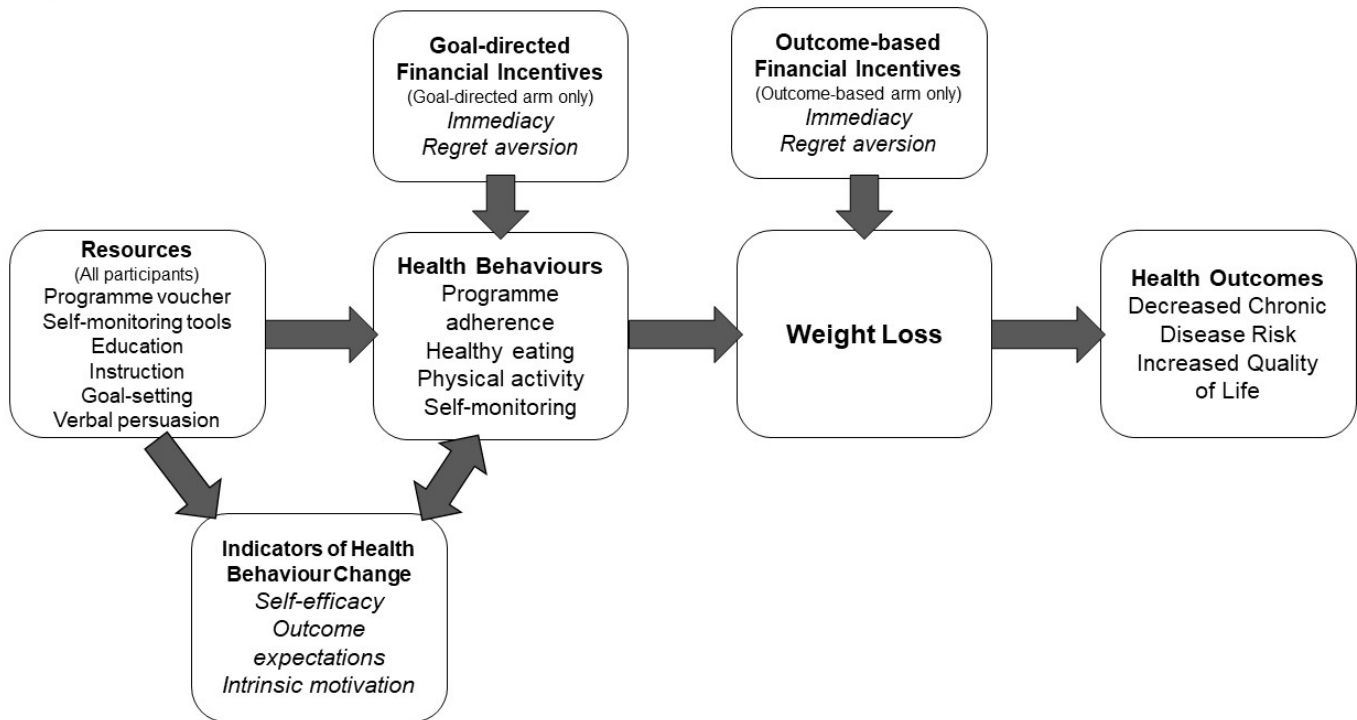 Goal-directed
Financial Incentives
(Goal-directed arm only)
Immediacy
Regret aversion
Outcome-based
Financial Incentives
(Outcome-based arm only)
Immediacy
Regret aversion
Resources
(All participants)
Programme voucher
Self-monitoring tools
Education
Instruction
Goal-setting
Verbal persuasion
Health Behaviours
Programme
adherence
Healthy eating
Physical activity
Self-monitoring
Weight Loss
Health Outcomes
Decreased Chronic
Disease Risk
Increased Quality
of Life
Indicators of Health
Behaviour Change
Self-efficacy
Outcome
expectations
Intrinsic motivation